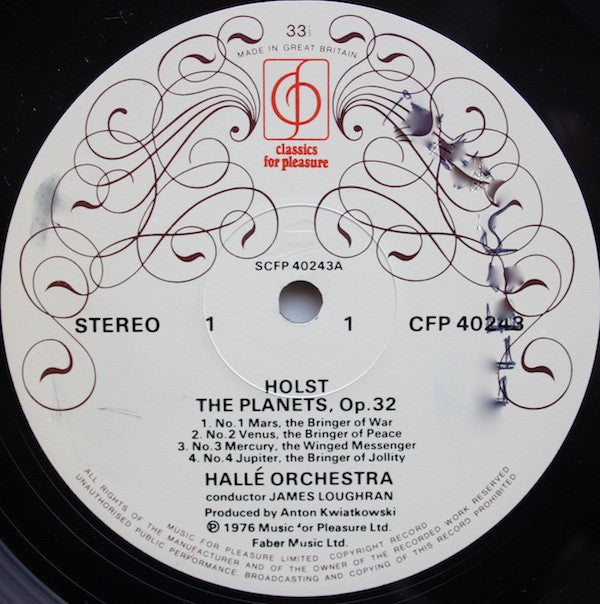 33
MADE IN GREAT BRITAIN
classics
for pleasure
SCFP 40243A
STEREO 1 1 CFP 40243
HOLST
THE PLANETS, Op.32
1. No.1 Mars, the Bringer of War
2. No.2 Venus, the Bringer of Peace
3. No.3 Mercury, the Winged Messenger
4. No.4 Jupiter, the Bringer of Jollity
HALLÉ ORCHESTRA
conductor JAMES LOUGHRAN
Produced by Anton Kwiatkowski
Ⓟ 1976 Music for Pleasure Ltd.
Faber Music Ltd.
MUSIC FOR PLEASURE LIMITED. COPYRIGHT RECORD
ALL RIGHTS OF THE MANUFACTURER AND OF THE OWNER OF THE RECORDED WORK RESERVED
UNAUTHORISED PUBLIC PERFORMANCE, BROADCASTING AND COPYING OF THIS RECORD PROHIBITED